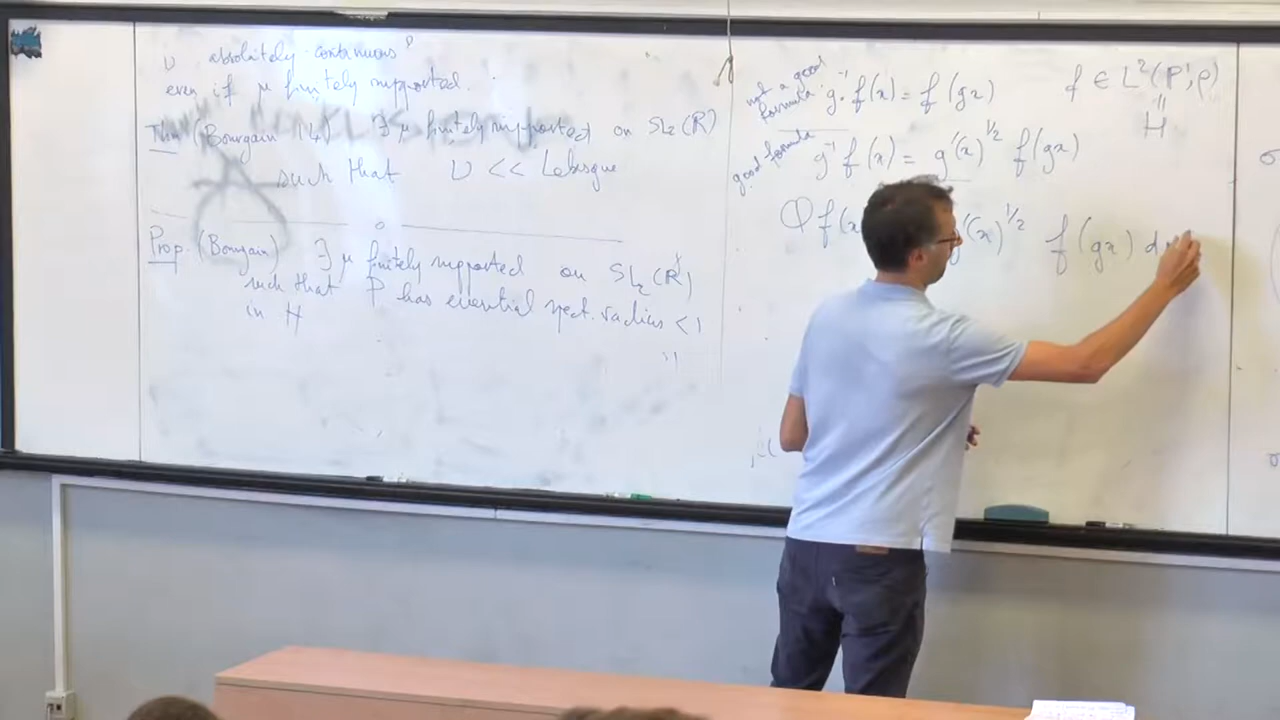 ν absolutely continuous?
even if μ finitely supported.
Thm (Bourgain 14) ∃ μ finitely supported on SL₂(R)
such that ν << Lebesgue
Prop. (Bourgain) ∃ μ finitely supported on SL₂(R)
such that P has essential spect. radius < 1
in H
not a good
formula g⁻¹. f(x) = f(gx)
f ∈ L²(P¹, ρ)
"
H
good formula g⁻¹ f(x) = g'(x)^{1/2} f(gx)
Q f(x (x)^{1/2} f(gx) d